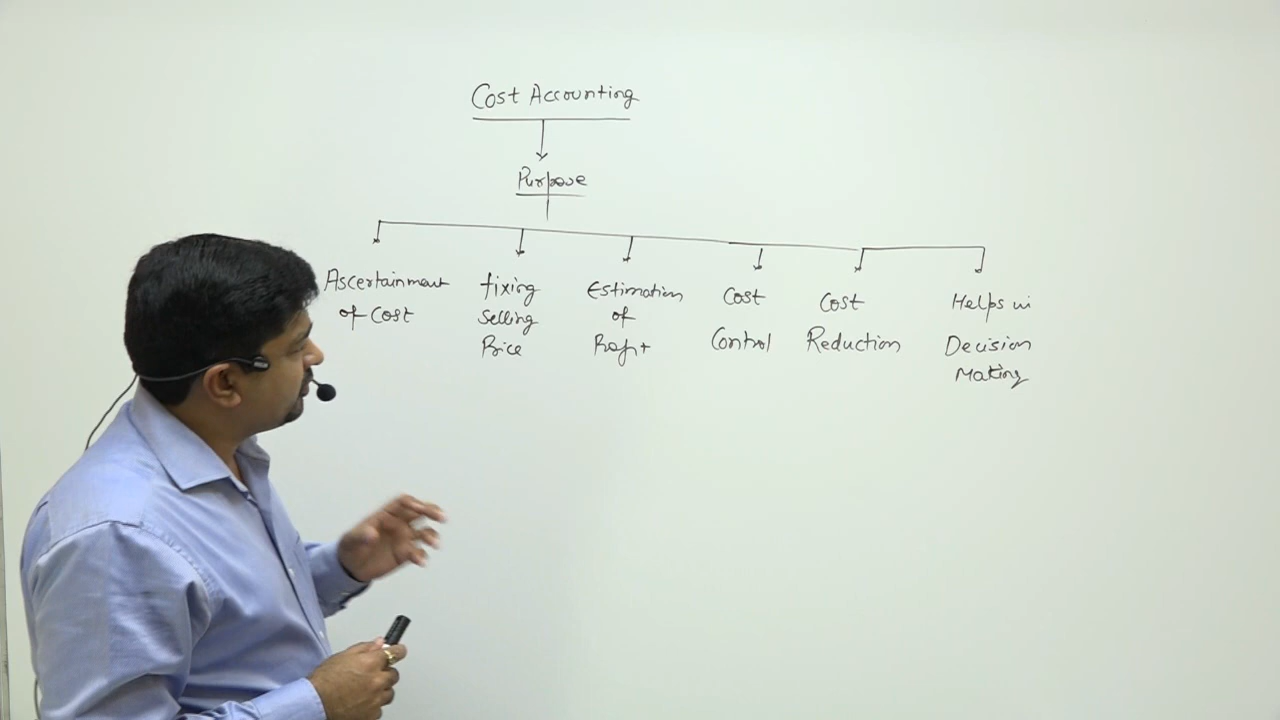 Cost Accounting
Purpose
Ascertainment
of Cost
fixing
Selling
Price
Estimation
of
Profit
Cost
Control
Cost
Reduction
Helps in
Decision
Making